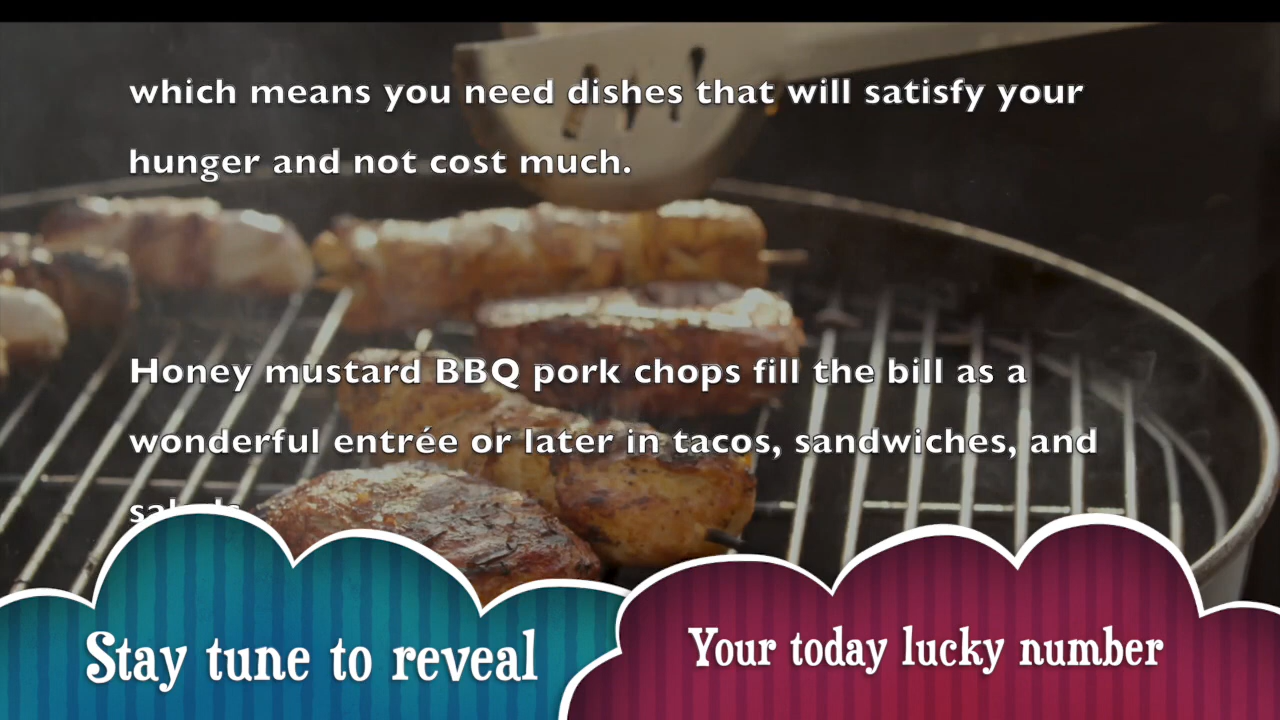 which means you need dishes that will satisfy your
hunger and not cost much.
Honey mustard BBQ pork chops fill the bill as a
wonderful entrée or later in tacos, sandwiches, and
Stay tune to reveal
Your today lucky number